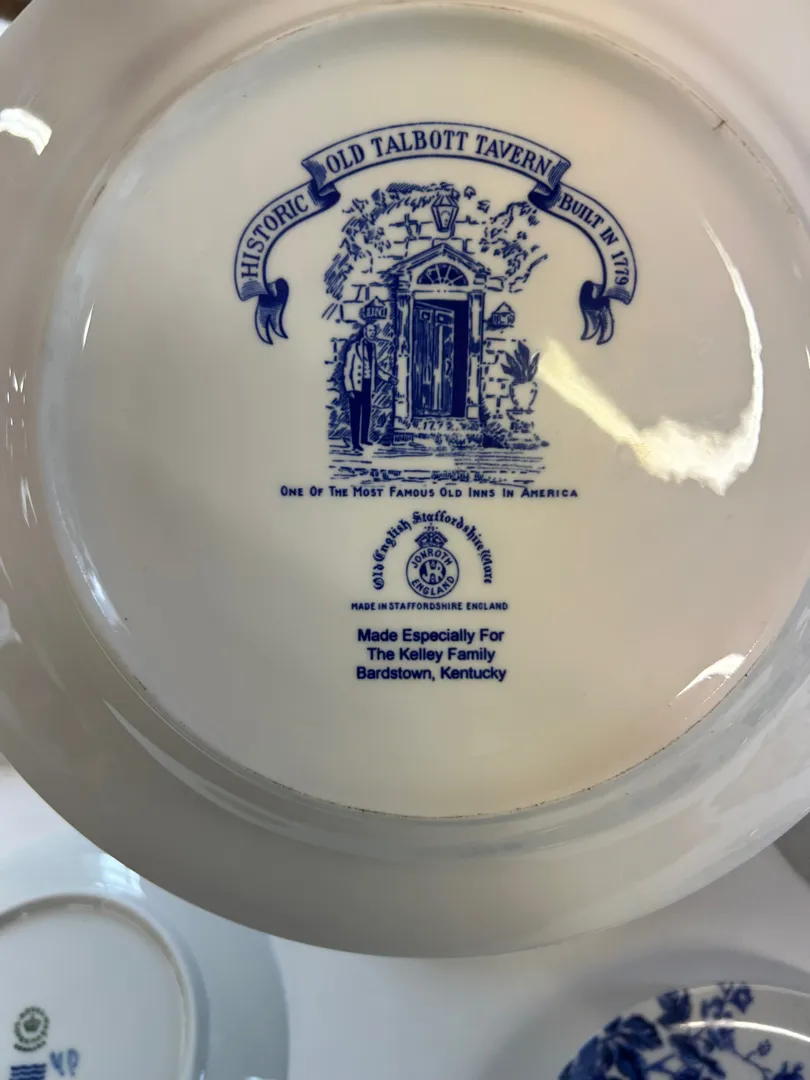 HISTORIC OLD TALBOTT TAVERN BUILT IN 1779
INN
1779
ONE OF THE MOST FAMOUS OLD INNS IN AMERICA
Old English Staffordshire Ware
JONROTH
ENGLAND
MADE IN STAFFORDSHIRE ENGLAND
Made Especially For
The Kelley Family
Bardstown, Kentucky